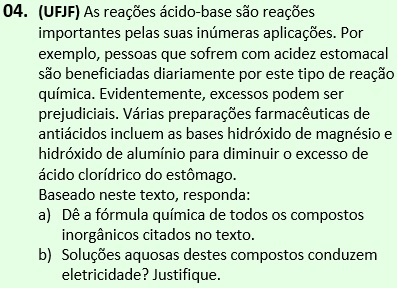 04. (UFJF) As reações ácido-base são reações
importantes pelas suas inúmeras aplicações. Por
exemplo, pessoas que sofrem com acidez estomacal
são beneficiadas diariamente por este tipo de reação
química. Evidentemente, excessos podem ser
prejudiciais. Várias preparações farmacêuticas de
antiácidos incluem as bases hidróxido de magnésio e
hidróxido de alumínio para diminuir o excesso de
ácido clorídrico do estômago.
Baseado neste texto, responda:
a) Dê a fórmula química de todos os compostos
inorgânicos citados no texto.
b) Soluções aquosas destes compostos conduzem
eletricidade? Justifique.